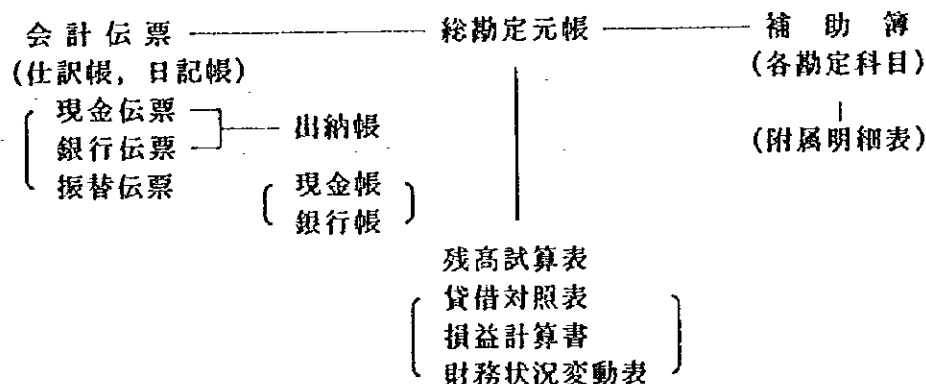 会計伝票 総勘定元帳 補助簿
(仕訳帳，日記帳) (各勘定科目)
現金伝票 出納帳
銀行伝票 (附属明細表)
振替伝票 現金帳
銀行帳
残高試算表
貸借対照表
損益計算書
財務状況変動表